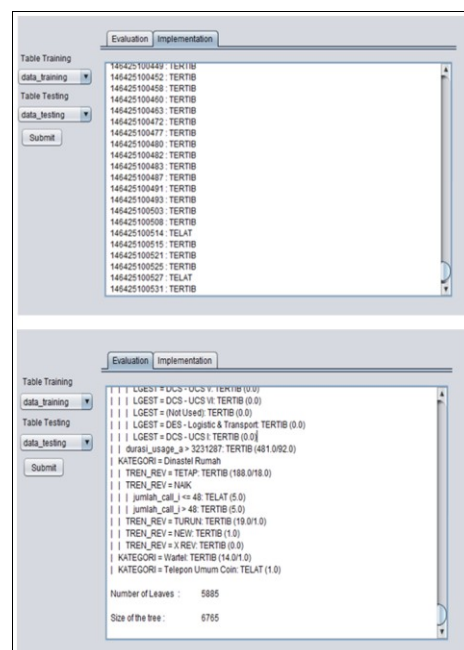 Evaluation Implementation
Table Training
data_training
Table Testing
data_testing
Submit
146425100449 : TERTIB
146425100452 : TERTIB
146425100458 : TERTIB
146425100460 : TERTIB
146425100463 : TERTIB
146425100472 : TERTIB
146425100477 : TERTIB
146425100480 : TERTIB
146425100482 : TERTIB
146425100483 : TERTIB
146425100487 : TERTIB
146425100491 : TERTIB
146425100493 : TERTIB
146425100503 : TERTIB
146425100508 : TERTIB
146425100514 : TELAT
146425100515 : TERTIB
146425100521 : TERTIB
146425100525 : TERTIB
146425100527 : TELAT
146425100531 : TERTIB
Evaluation Implementation
Table Training
data_training
Table Testing
data_testing
Submit
| | | LGEST = DCS - UCS V: TERTIB (0.0)
| | | LGEST = DCS - UCS VI: TERTIB (0.0)
| | | LGEST = (Not Used): TERTIB (0.0)
| | | LGEST = DES - Logistic & Transport: TERTIB (0.0)
| | | LGEST = DCS - UCS I: TERTIB (0.0)
| | durasi_usage_a > 3231287: TERTIB (481.0/92.0)
| KATEGORI = Dinastel Rumah
| | TREN_REV = TETAP: TERTIB (188.0/18.0)
| | TREN_REV = NAIK
| | | jumlah_call_i <= 48: TELAT (5.0)
| | | jumlah_call_i > 48: TERTIB (5.0)
| | TREN_REV = TURUN: TERTIB (19.0/1.0)
| | TREN_REV = NEW: TERTIB (1.0)
| | TREN_REV = X REV: TERTIB (0.0)
| KATEGORI = Wartel: TERTIB (14.0/1.0)
| KATEGORI = Telepon Umum Coin: TELAT (1.0)
Number of Leaves : 5885
Size of the tree : 6765